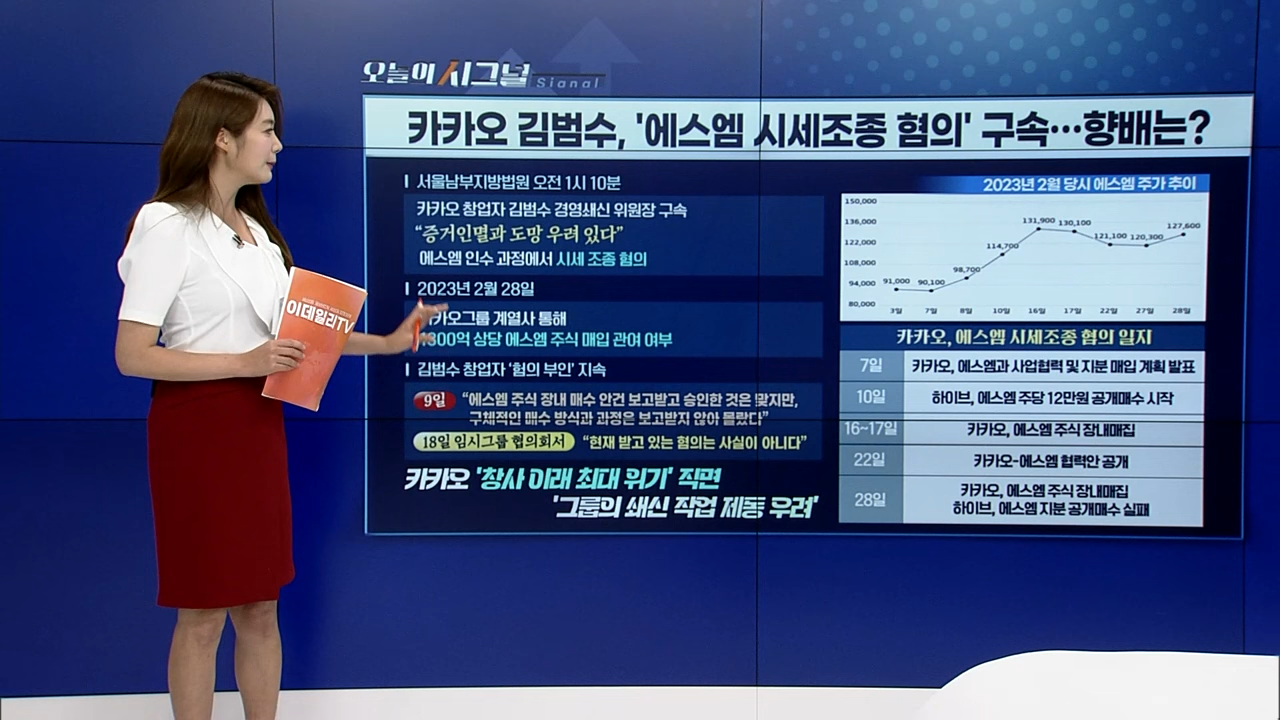 오늘의 시그널
Signal
카카오 김범수, '에스엠 시세조종 혐의' 구속…향배는?
서울남부지방법원 오전 1시 10분
카카오 창업자 김범수 경영쇄신 위원장 구속
“증거인멸과 도망 우려 있다”
에스엠 인수 과정에서 시세 조종 혐의
2023년 2월 28일
카오그룹 계열사 통해
300억 상당 에스엠 주식 매입 관여 여부
김범수 창업자 '혐의 부인' 지속
9일 “에스엠 주식 장내 매수 안건 보고받고 승인한 것은 맞지만,
구체적인 매수 방식과 과정은 보고받지 않아 몰랐다”
18일 임시그룹 협의회서 “현재 받고 있는 혐의는 사실이 아니다”
카카오 '창사 이래 최대 위기' 직면
'그룹의 쇄신 작업 제동 우려'
2023년 2월 당시 에스엠 주가 추이
150,000
136,000
122,000
108,000
94,000
80,000
91,000 90,100 98,700 114,700 131,900 130,100 121,100 120,300 127,600
3일 7일 8일 10일 16일 17일 22일 27일 28일
카카오, 에스엠 시세조종 혐의 일지
7일 카카오, 에스엠과 사업협력 및 지분 매입 계획 발표
10일 하이브, 에스엠 주당 12만원 공개매수 시작
16~17일 카카오, 에스엠 주식 장내매집
22일 카카오-에스엠 협력안 공개
28일 카카오, 에스엠 주식 장내매집
하이브, 에스엠 지분 공개매수 실패
이데일리TV